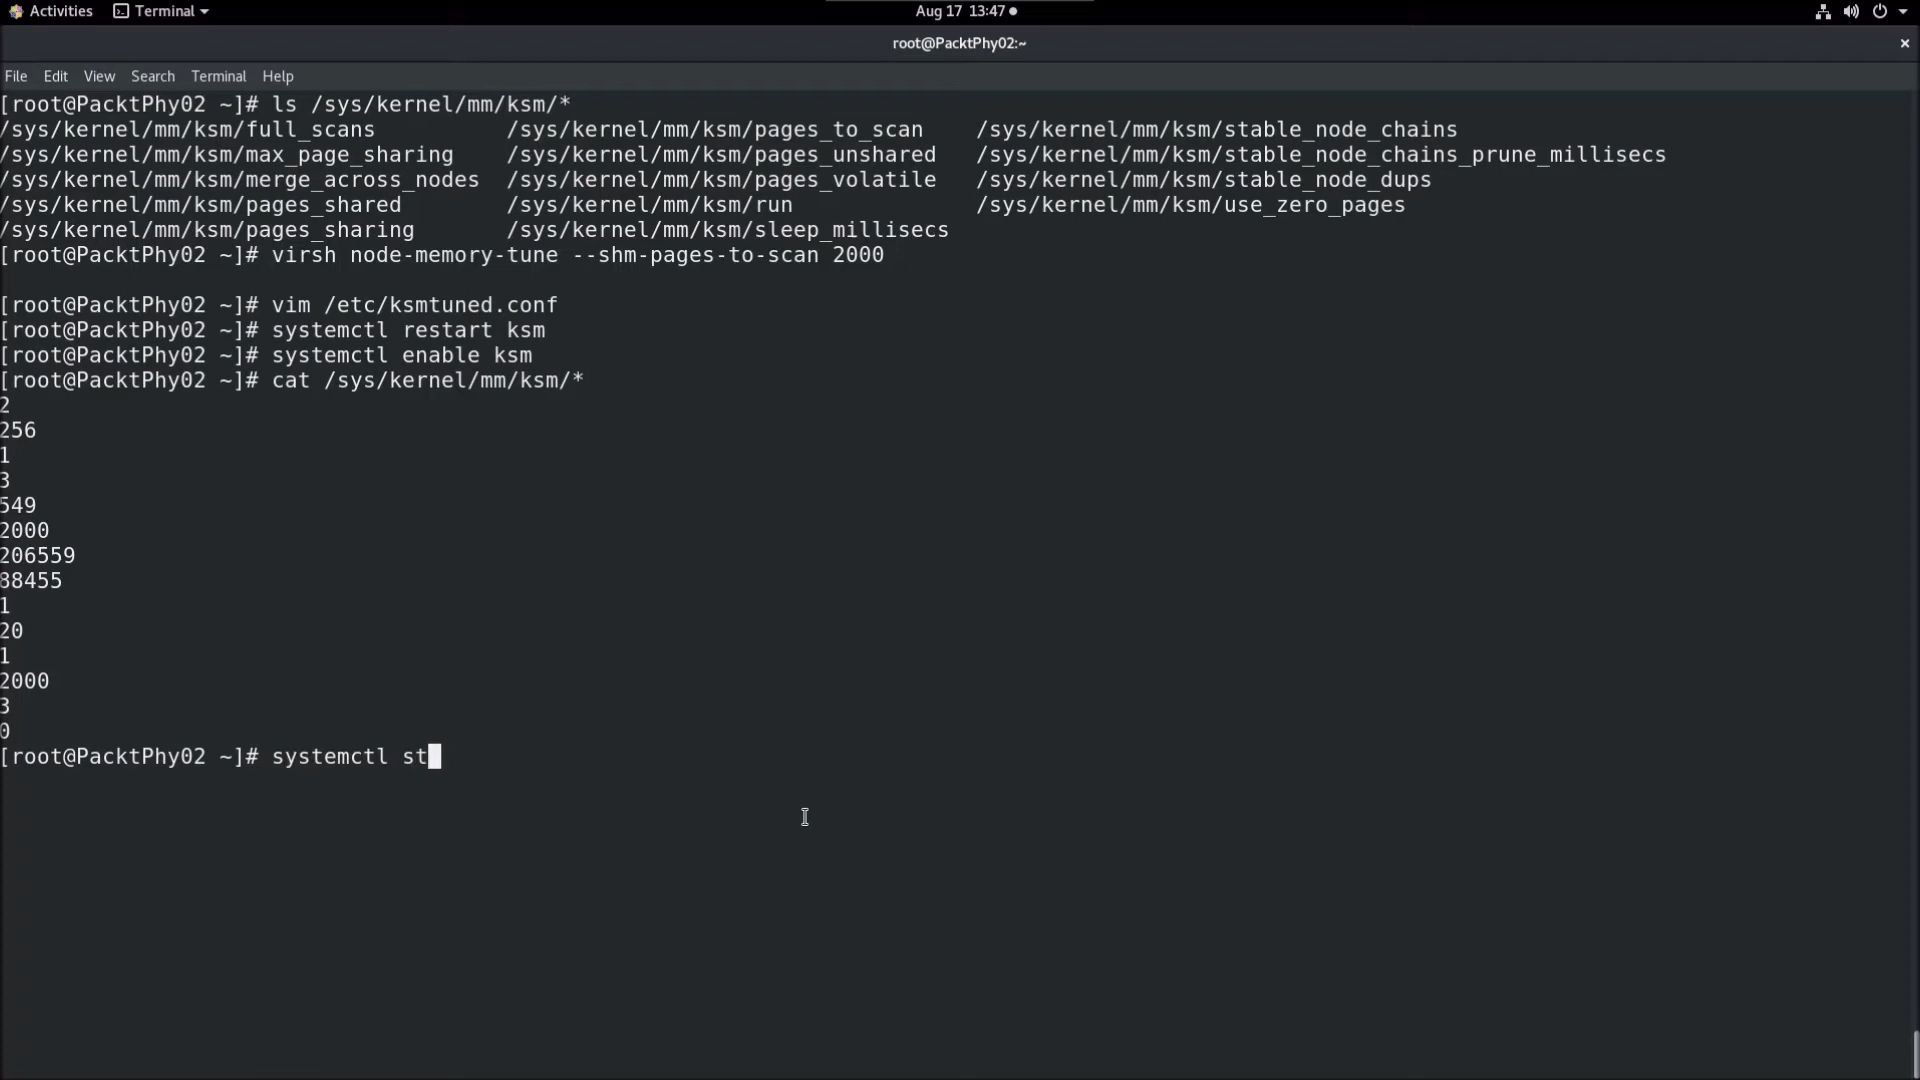 Activities Terminal Aug 17 13:47
root@PacktPhy02:~
File Edit View Search Terminal Help
[root@PacktPhy02 ~]# ls /sys/kernel/mm/ksm/*
/sys/kernel/mm/ksm/full_scans /sys/kernel/mm/ksm/pages_to_scan /sys/kernel/mm/ksm/stable_node_chains
/sys/kernel/mm/ksm/max_page_sharing /sys/kernel/mm/ksm/pages_unshared /sys/kernel/mm/ksm/stable_node_chains_prune_millisecs
/sys/kernel/mm/ksm/merge_across_nodes /sys/kernel/mm/ksm/pages_volatile /sys/kernel/mm/ksm/stable_node_dups
/sys/kernel/mm/ksm/pages_shared /sys/kernel/mm/ksm/run /sys/kernel/mm/ksm/use_zero_pages
/sys/kernel/mm/ksm/pages_sharing /sys/kernel/mm/ksm/sleep_millisecs
[root@PacktPhy02 ~]# virsh node-memory-tune --shm-pages-to-scan 2000
[root@PacktPhy02 ~]# vim /etc/ksmtuned.conf
[root@PacktPhy02 ~]# systemctl restart ksm
[root@PacktPhy02 ~]# systemctl enable ksm
[root@PacktPhy02 ~]# cat /sys/kernel/mm/ksm/*
2
256
1
3
549
2000
206559
88455
1
20
1
2000
3
0
[root@PacktPhy02 ~]# systemctl st